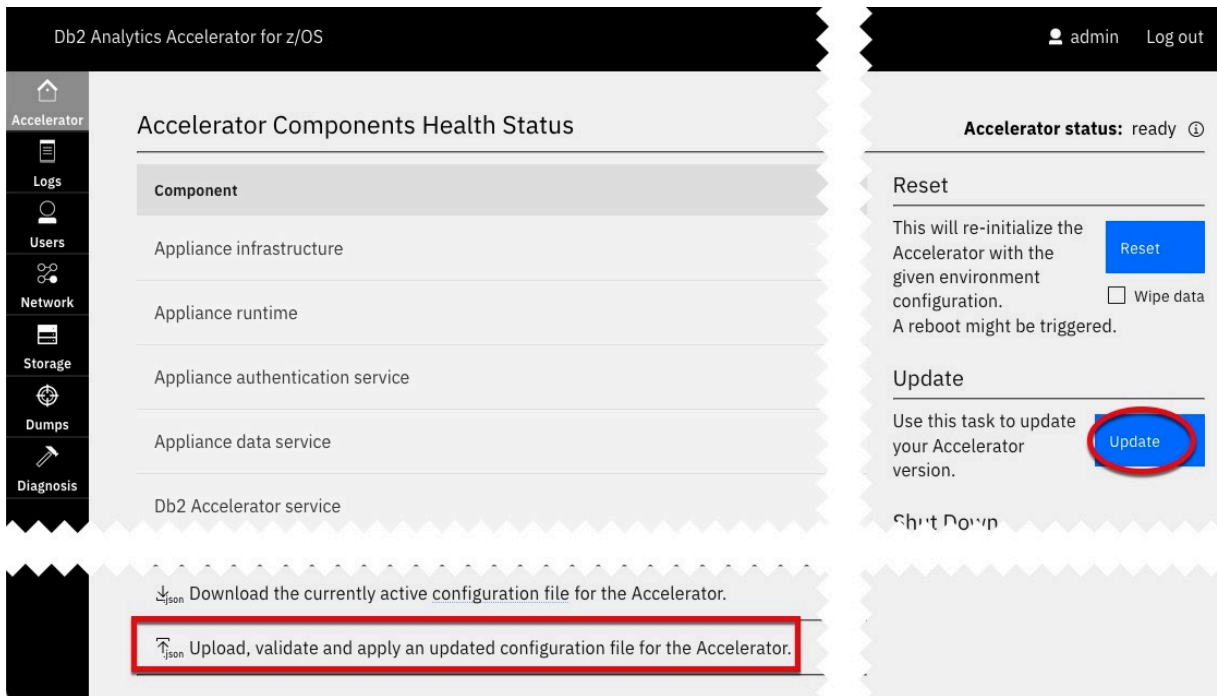 Db2 Analytics Accelerator for z/OS
admin Log out
Accelerator
Logs
Users
Network
Storage
Dumps
Diagnosis
Accelerator Components Health Status
Component
Appliance infrastructure
Appliance runtime
Appliance authentication service
Appliance data service
Db2 Accelerator service
Accelerator status: ready
Reset
This will re-initialize the
Accelerator with the
given environment
configuration.
A reboot might be triggered.
Reset
Wipe data
Update
Use this task to update
your Accelerator
version.
Update
Shut Down
json Download the currently active configuration file for the Accelerator.
json Upload, validate and apply an updated configuration file for the Accelerator.